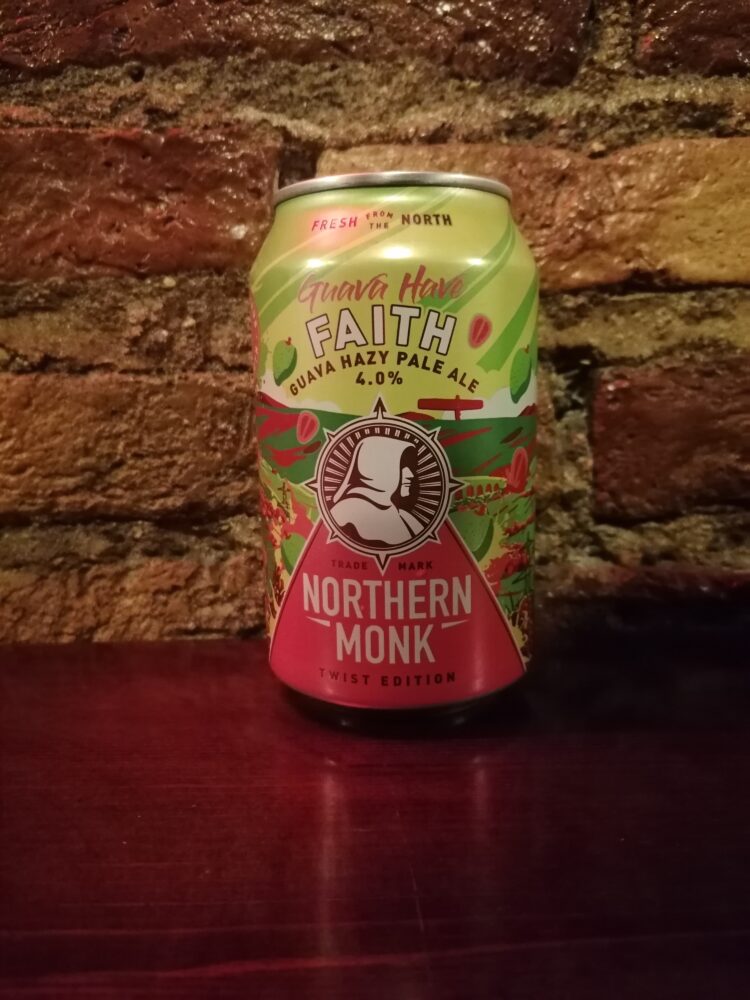 FRESH FROM THE NORTH
Guava Have
FAITH
GUAVA HAZY PALE ALE
4.0%
TRADE MARK
NORTHERN
MONK
TWIST EDITION